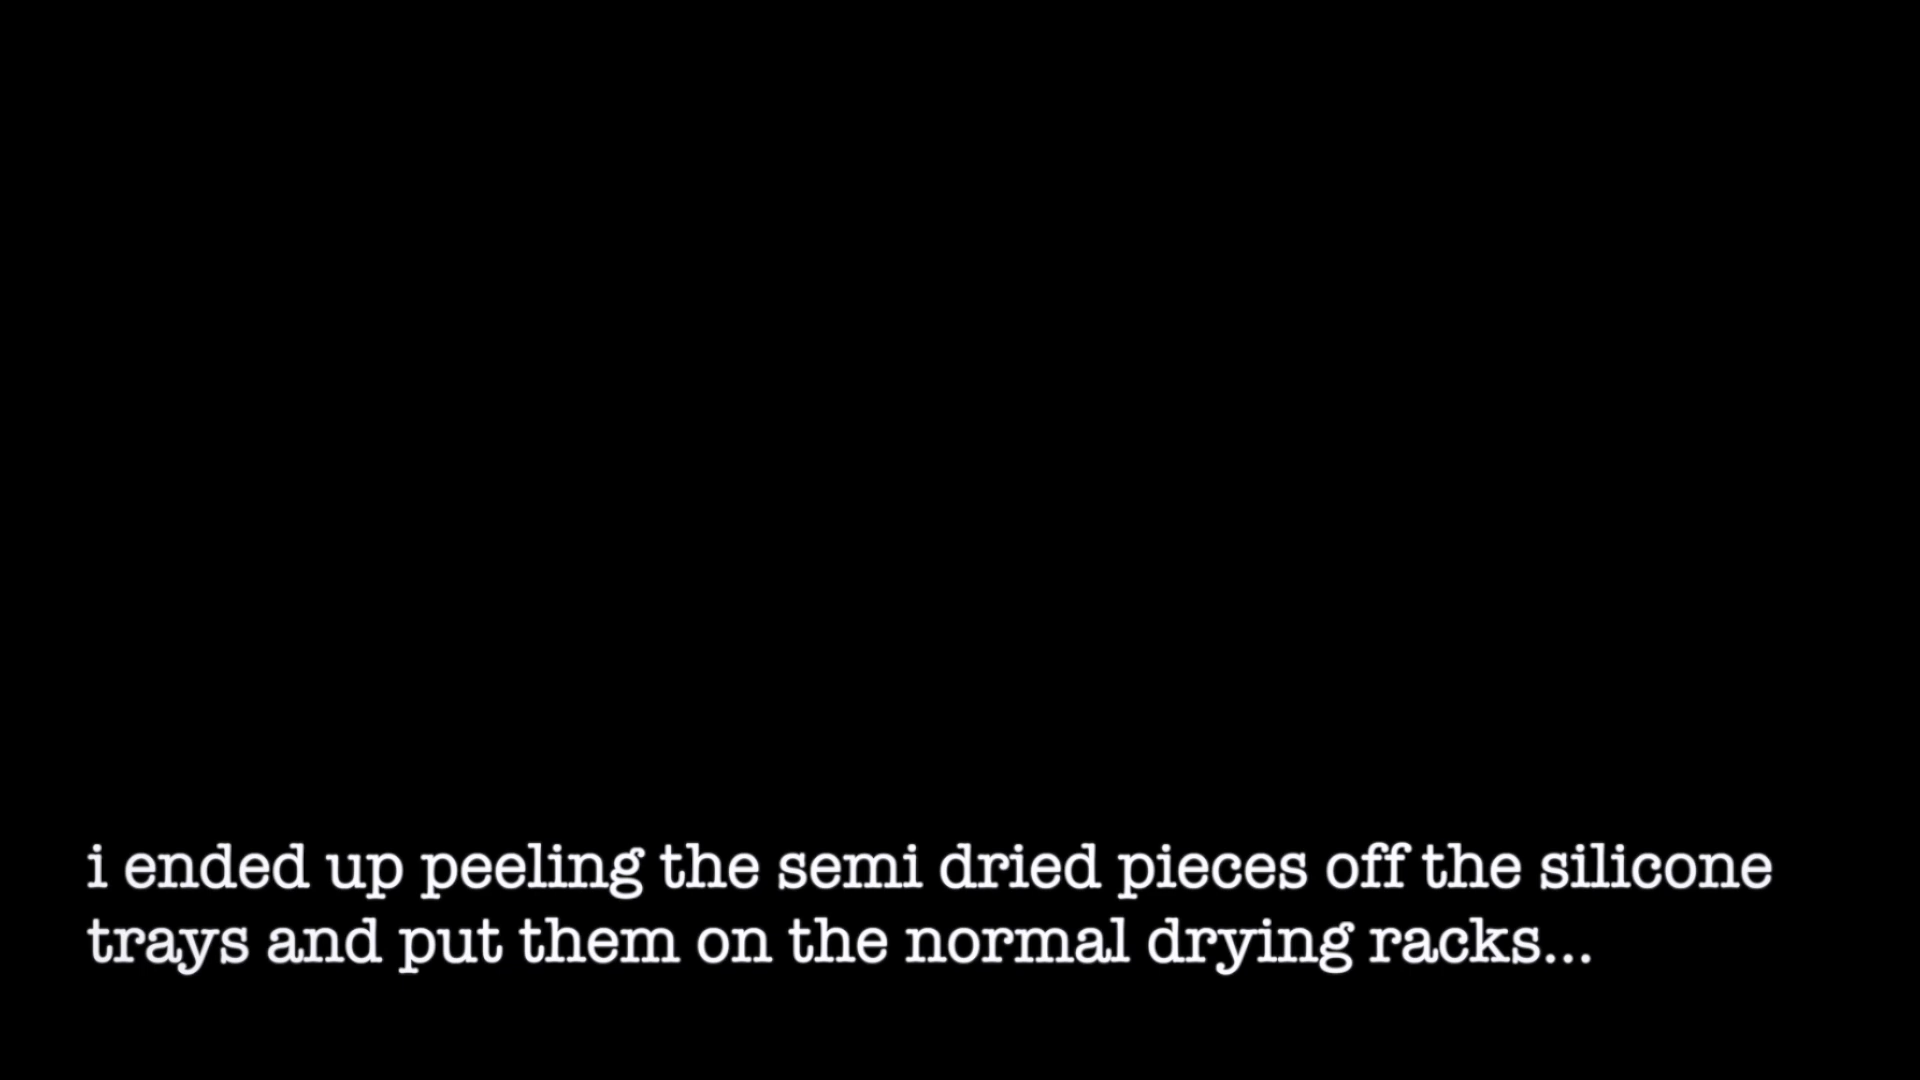 i ended up peeling the semi dried pieces off the silicone
trays and put them on the normal drying racks...